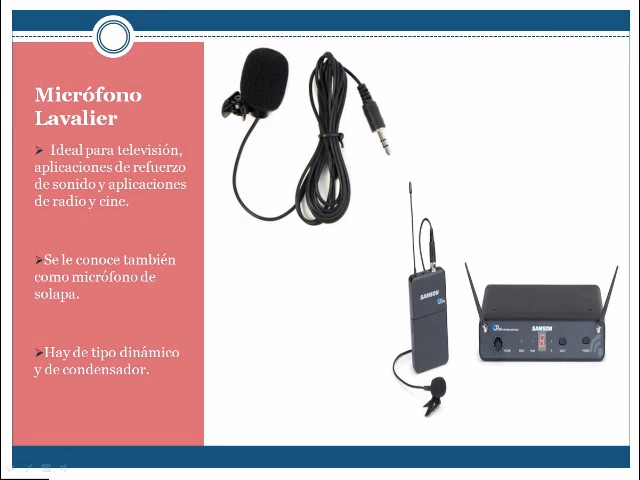 Micrófono
Lavalier
➢ Ideal para televisión,
aplicaciones de refuerzo
de sonido y aplicaciones
de radio y cine.
➢Se le conoce también
como micrófono de
solapa.
➢Hay de tipo dinámico
y de condensador.
SAMSON
SAMSON